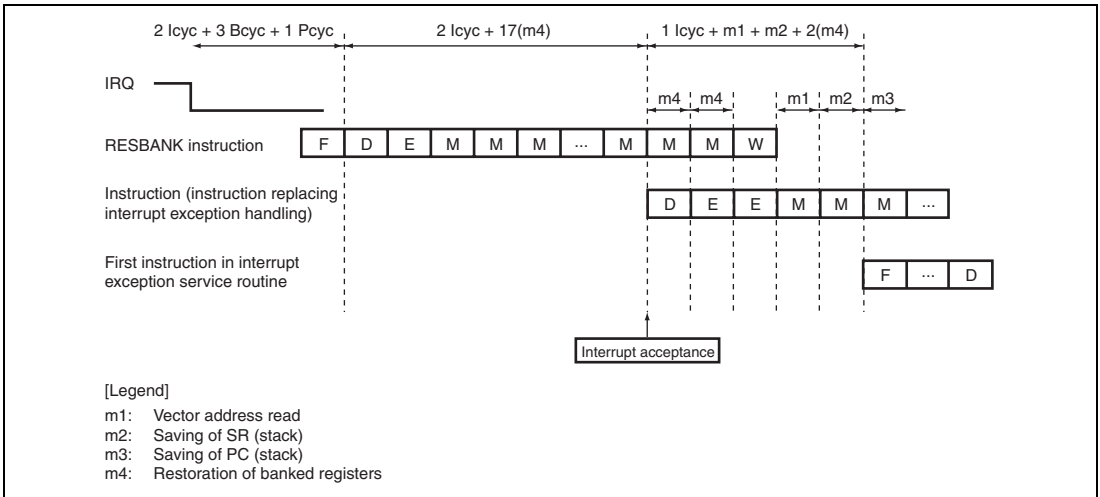 2 Icyc + 3 Bcyc + 1 Pcyc 2 Icyc + 17(m4) 1 Icyc + m1 + m2 + 2(m4)
IRQ
m4 m4 m1 m2 m3
RESBANK instruction F D E M M M ... M M M W
Instruction (instruction replacing
interrupt exception handling) D E E M M M ...
First instruction in interrupt
exception service routine F ... D
Interrupt acceptance
[Legend]
m1: Vector address read
m2: Saving of SR (stack)
m3: Saving of PC (stack)
m4: Restoration of banked registers